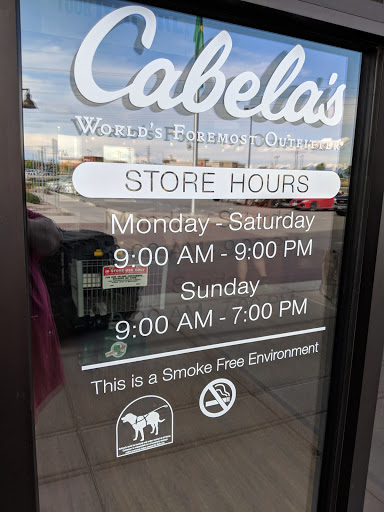 Cabela's
WORLD'S FOREMOST OUTFITTER
STORE HOURS
Monday - Saturday
9:00 AM - 9:00 PM
Sunday
9:00 AM - 7:00 PM
This is a Smoke Free Environment